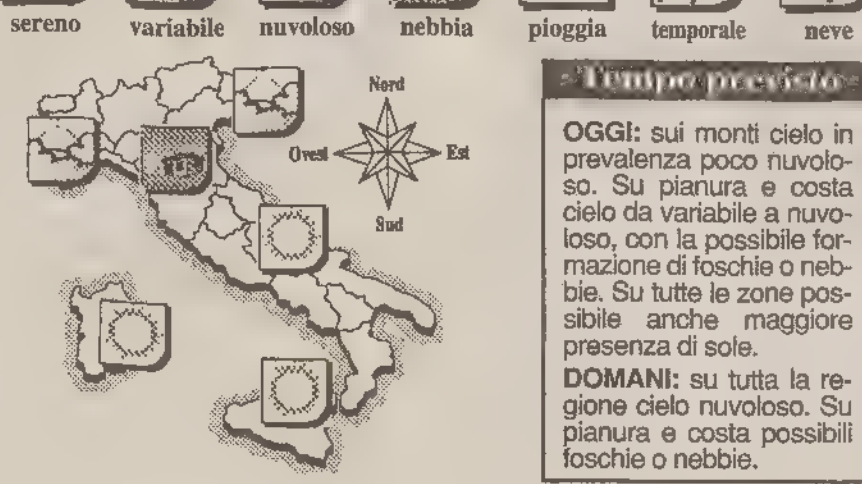 sereno variabile nuvoloso nebbia pioggia temporale neve
Nord
Ovest Est
Sud
Tempo previsto
OGGI: sui monti cielo in
prevalenza poco nuvolo-
so. Su pianura e costa
cielo da variabile a nuvo-
loso, con la possibile for-
mazione di foschie o neb-
bie. Su tutte le zone pos-
sibile anche maggiore
presenza di sole.
DOMANI: su tutta la re-
gione cielo nuvoloso. Su
pianura e costa possibili
foschie o nebbie.